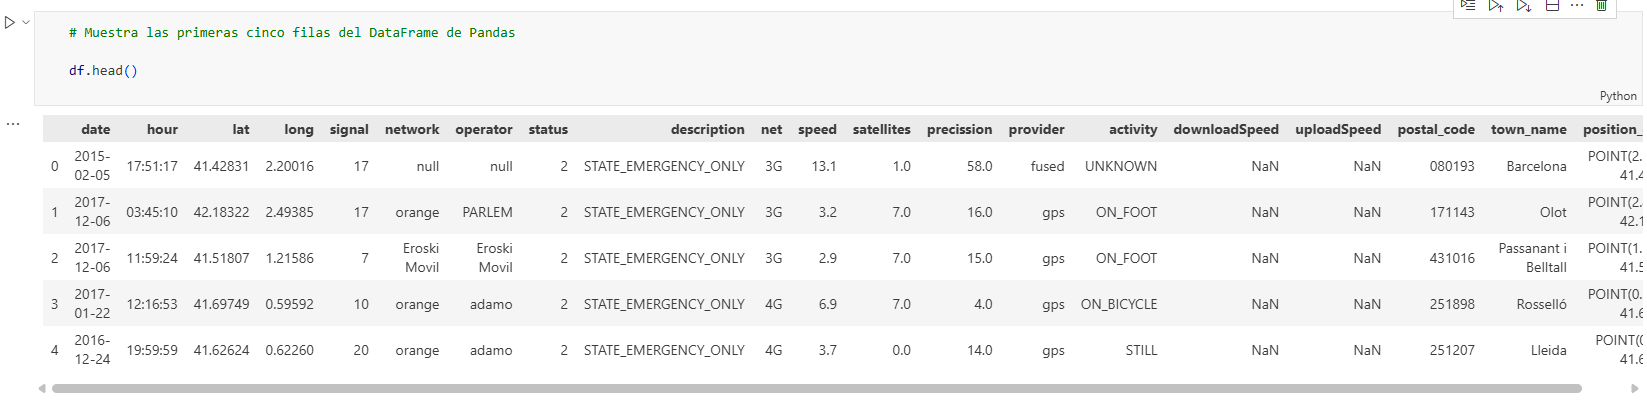 # Muestra las primeras cinco filas del DataFrame de Pandas
df.head()
Python
date hour lat long signal network operator status description net speed satellites precission provider activity downloadSpeed uploadSpeed postal_code town_name position_
0 2015-02-05 17:51:17 41.42831 2.20016 17 null null 2 STATE_EMERGENCY_ONLY 3G 13.1 1.0 58.0 fused UNKNOWN NaN NaN 080193 Barcelona POINT(2. 41.4
1 2017-12-06 03:45:10 42.18322 2.49385 17 orange PARLEM 2 STATE_EMERGENCY_ONLY 3G 3.2 7.0 16.0 gps ON_FOOT NaN NaN 171143 Olot POINT(2. 42.1
2 2017-12-06 11:59:24 41.51807 1.21586 7 Eroski Movil Eroski Movil 2 STATE_EMERGENCY_ONLY 3G 2.9 7.0 15.0 gps ON_FOOT NaN NaN 431016 Passanant i Belltall POINT(1. 41.5
3 2017-01-22 12:16:53 41.69749 0.59592 10 orange adamo 2 STATE_EMERGENCY_ONLY 4G 6.9 7.0 4.0 gps ON_BICYCLE NaN NaN 251898 Rosselló POINT(0. 41.6
4 2016-12-24 19:59:59 41.62624 0.62260 20 orange adamo 2 STATE_EMERGENCY_ONLY 4G 3.7 0.0 14.0 gps STILL NaN NaN 251207 Lleida POINT(0 41.6